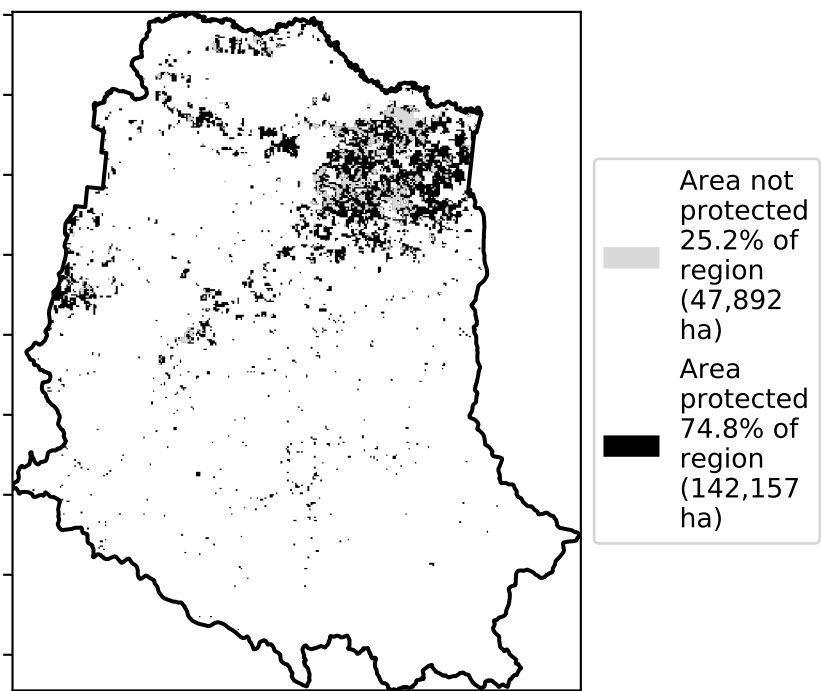 Area not
protected
25.2% of
region
(47,892
ha)
Area
protected
74.8% of
region
(142,157
ha)